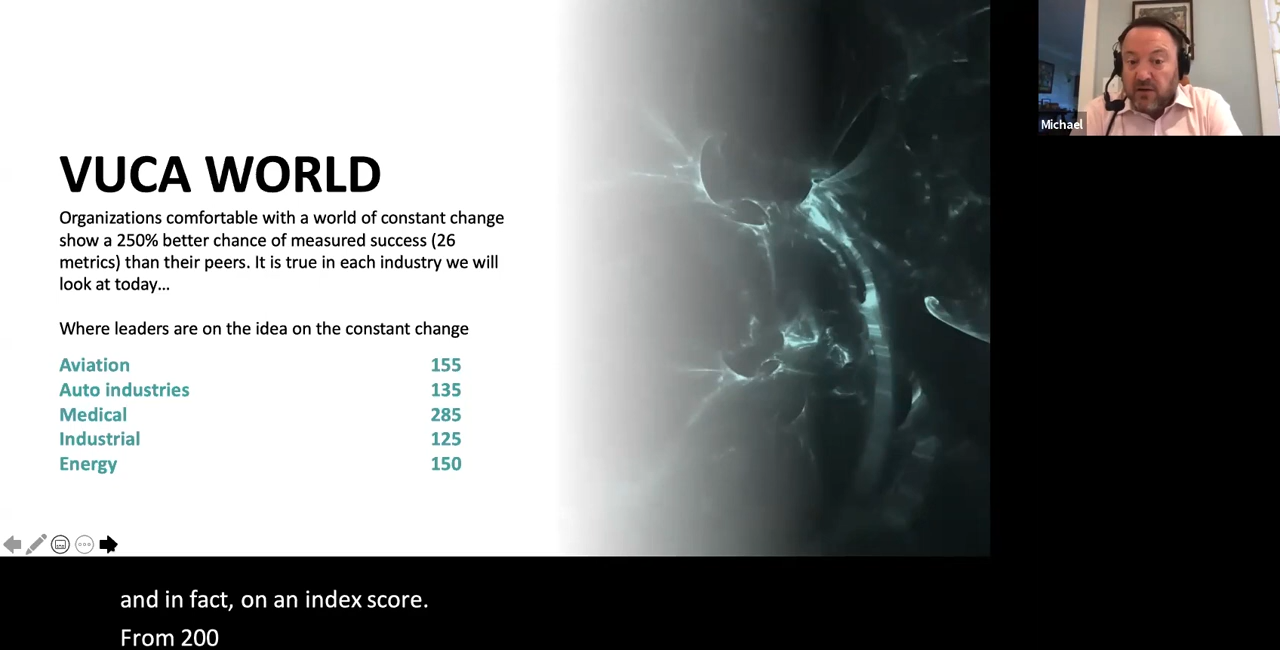 VUCA WORLD
Organizations comfortable with a world of constant change
show a 250% better chance of measured success (26
metrics) than their peers. It is true in each industry we will
look at today...
Where leaders are on the idea on the constant change
Aviation 155
Auto industries 135
Medical 285
Industrial 125
Energy 150
Michael
and in fact, on an index score.
From 200